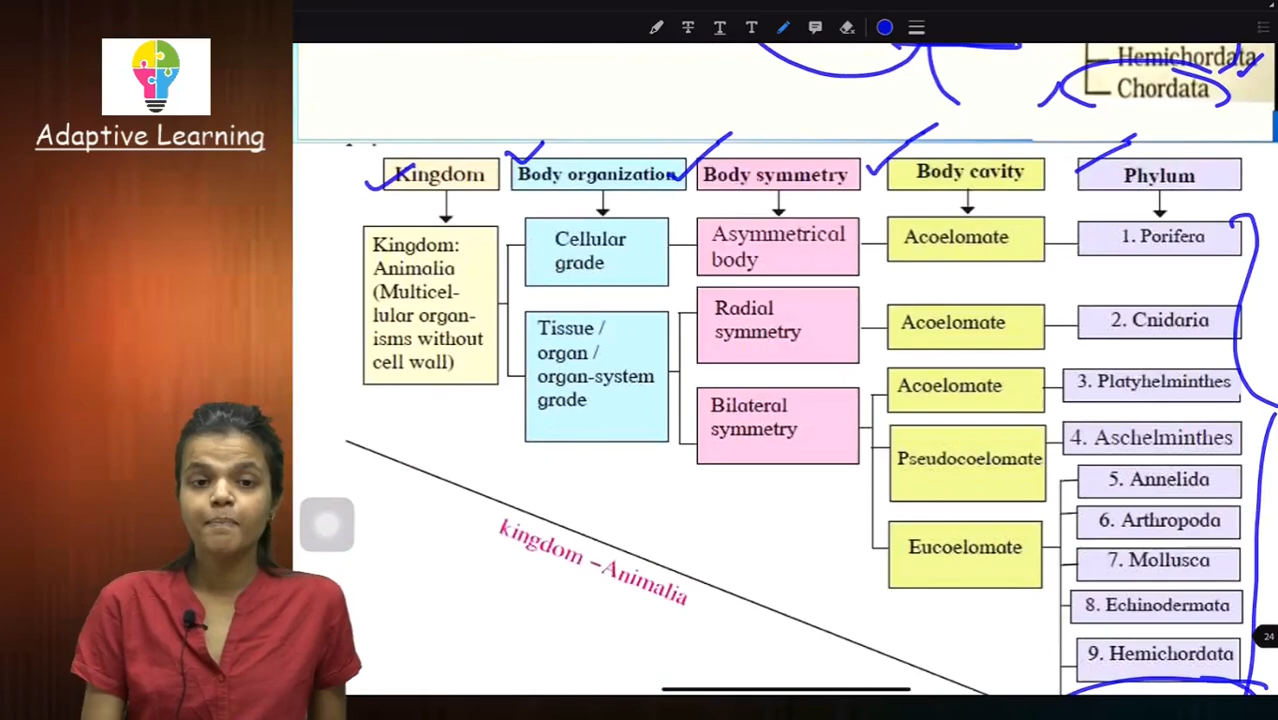 Adaptive Learning
Hemichordata
Chordata
Kingdom
Body organization
Body symmetry
Body cavity
Phylum
Kingdom:
Animalia
(Multicel-
lular organ-
isms without
cell wall)
Cellular
grade
Tissue /
organ /
organ-system
grade
Asymmetrical
body
Radial
symmetry
Bilateral
symmetry
Acoelomate
Acoelomate
Acoelomate
Pseudocoelomate
Eucoelomate
1. Porifera
2. Cnidaria
3. Platyhelminthes
4. Aschelminthes
5. Annelida
6. Arthropoda
7. Mollusca
8. Echinodermata
9. Hemichordata
kingdom -Animalia
24